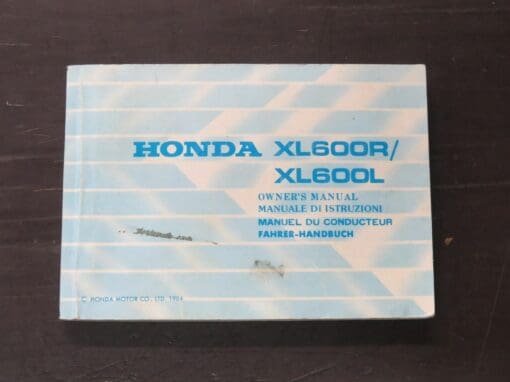 HONDA XL600R/
XL600L
OWNER'S MANUAL
MANUALE DI ISTRUZIONI
MANUEL DU CONDUCTEUR
FAHRER-HANDBUCH
© HONDA MOTOR CO., LTD. 1984